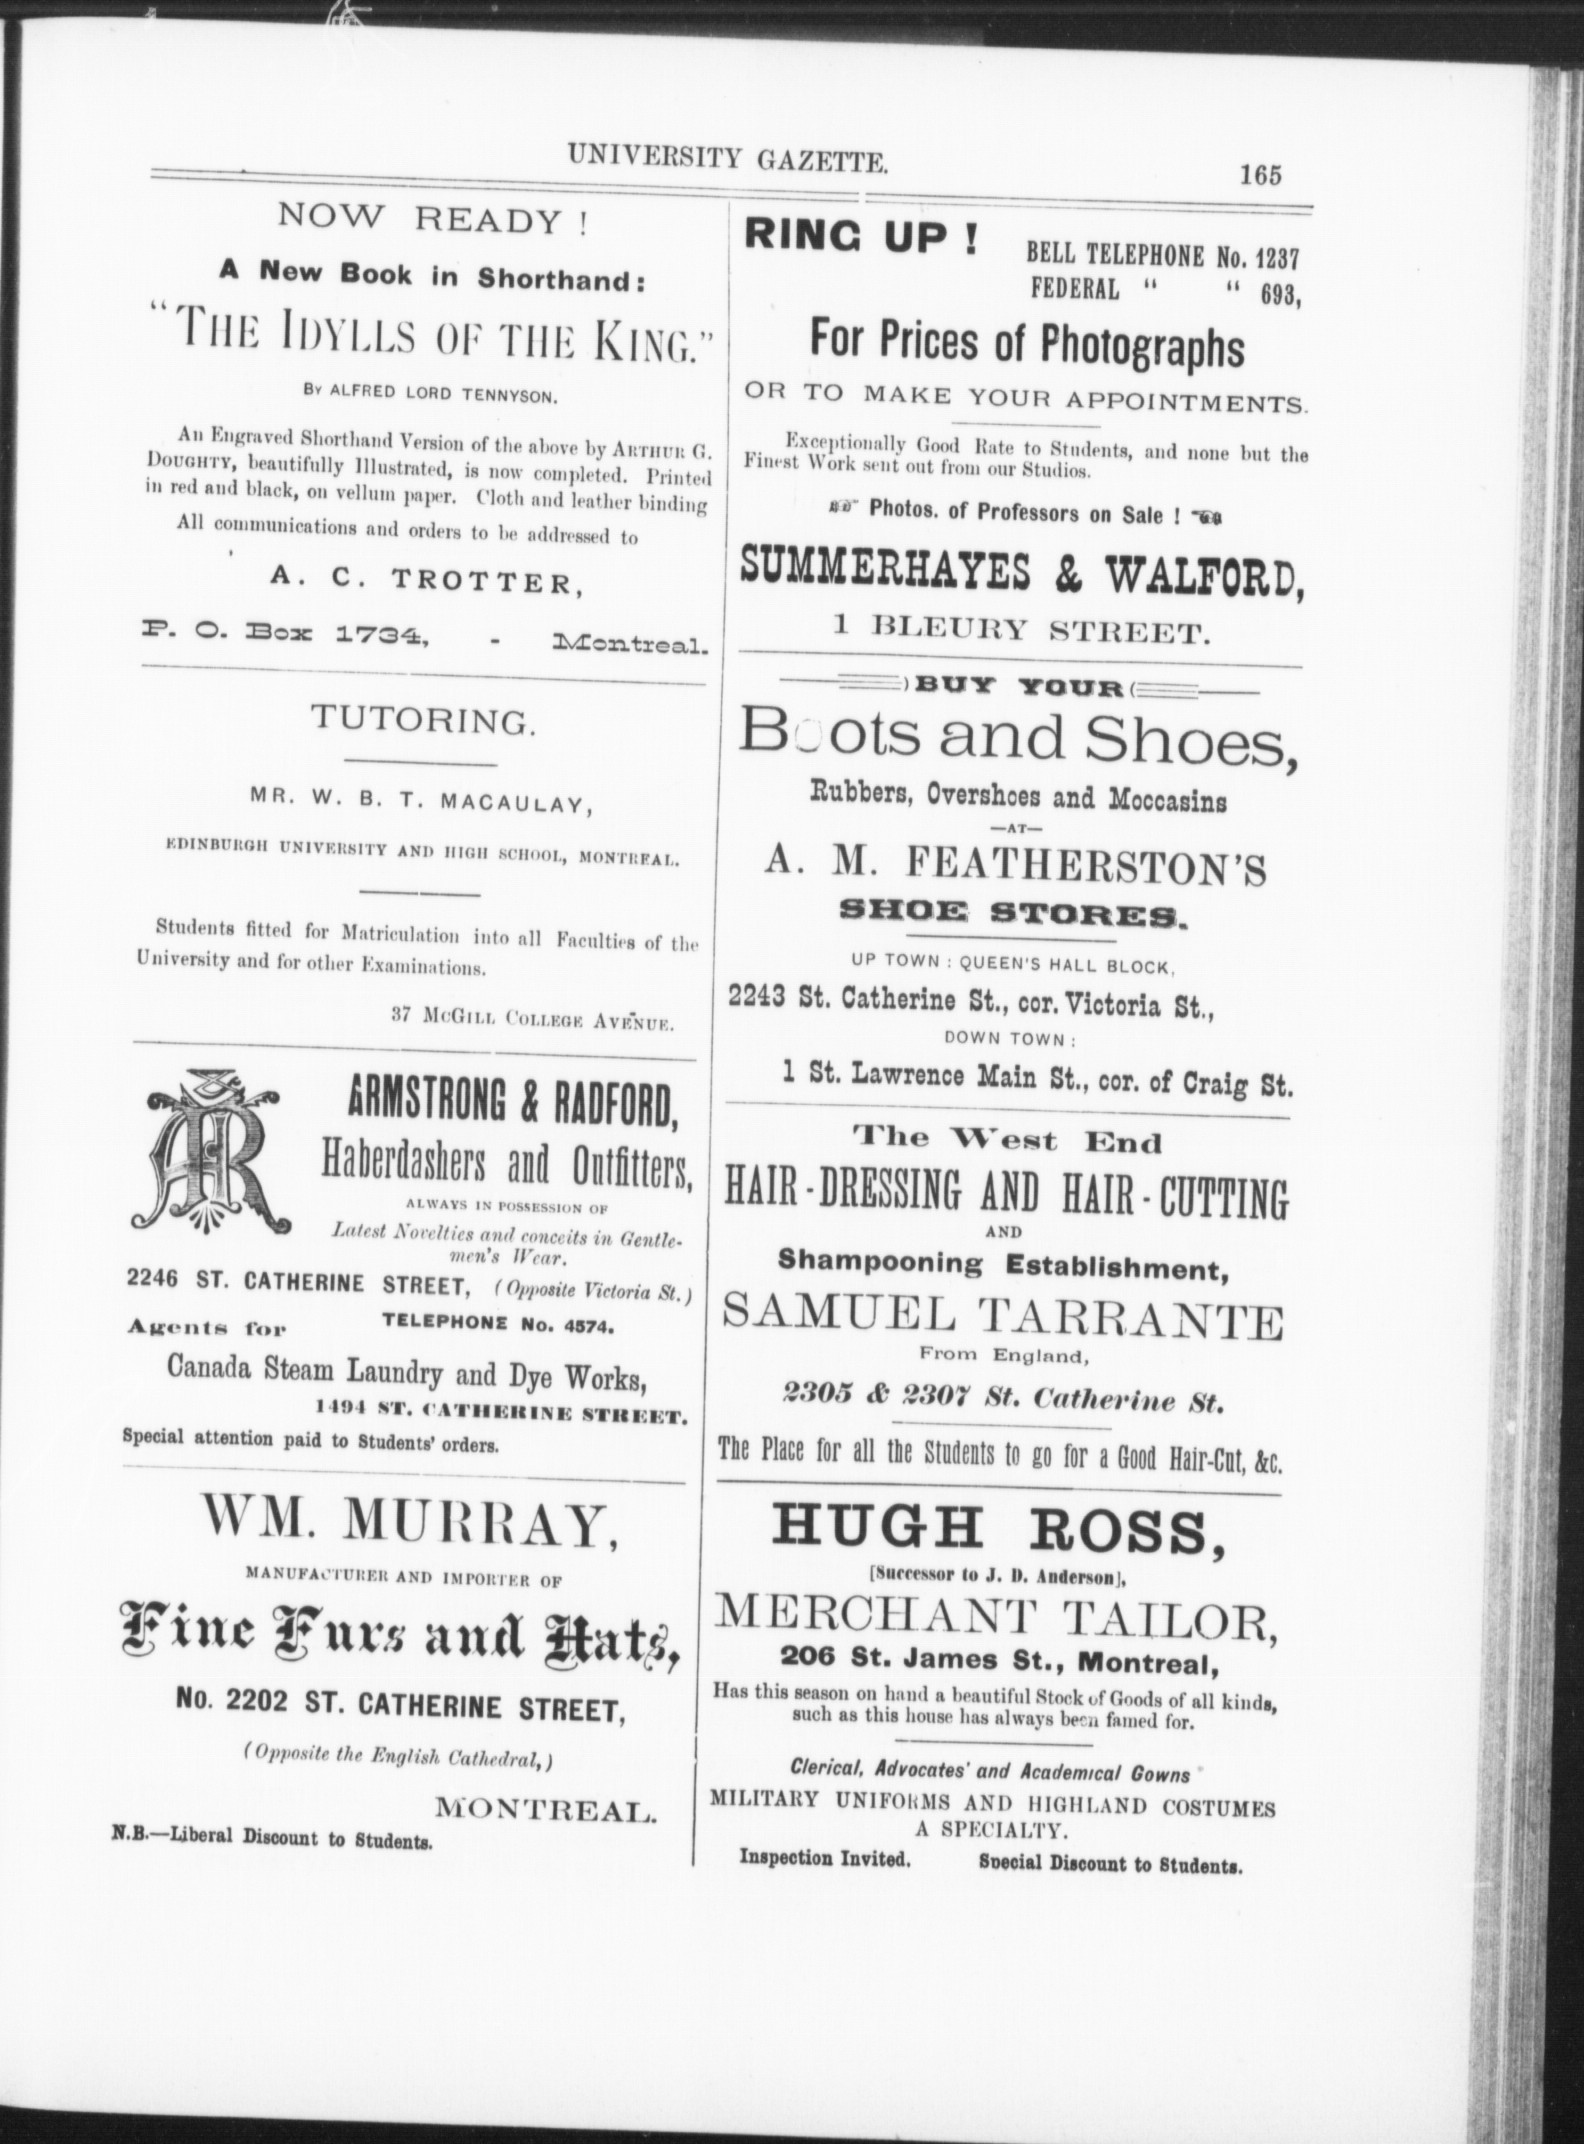 UNIVERSITY GAZETTE.
165
NOW READY !
A New Book in Shorthand:
"THE IDYLLS OF THE KING."
By ALFRED LORD TENNYSON.
An Engraved Shorthand Version of the above by ARTHUR G.
DOUGHTY, beautifully Illustrated, is now completed. Printed
in red and black, on vellum paper. Cloth and leather binding
All communications and orders to be addressed to
A. C. TROTTER,
P. O. Box 1734, - Montreal.
TUTORING.
MR. W. B. T. MACAULAY,
EDINBURGH UNIVERSITY AND HIGH SCHOOL, MONTREAL.
Students fitted for Matriculation into all Faculties of the
University and for other Examinations.
37 MCGILL COLLEGE AVENUE.
AR
ARMSTRONG & RADFORD,
Haberdashers and Outfitters,
ALWAYS IN POSSESSION OF
Latest Novelties and conceits in Gentle-
men's Wear.
2246 ST. CATHERINE STREET, (Opposite Victoria St.)
TELEPHONE No. 4574.
Agents for
Canada Steam Laundry and Dye Works,
1494 ST. CATHERINE STREET.
Special attention paid to Students' orders.
WM. MURRAY,
MANUFACTURER AND IMPORTER OF
Fine Furs and Hats,
No. 2202 ST. CATHERINE STREET,
(Opposite the English Cathedral,)
MONTREAL.
N.B.—Liberal Discount to Students.
RING UP !
BELL TELEPHONE No. 1237
FEDERAL " " 693,
For Prices of Photographs
OR TO MAKE YOUR APPOINTMENTS.
Exceptionally Good Rate to Students, and none but the
Finest Work sent out from our Studios.
☞ Photos. of Professors on Sale ! ☜
SUMMERHAYES & WALFORD,
1 BLEURY STREET.
BUY YOUR
Boots and Shoes,
Rubbers, Overshoes and Moccasins
—AT—
A. M. FEATHERSTON'S
SHOE STORES.
UP TOWN : QUEEN'S HALL BLOCK,
2243 St. Catherine St., cor. Victoria St.,
DOWN TOWN :
1 St. Lawrence Main St., cor. of Craig St.
The West End
HAIR-DRESSING AND HAIR-CUTTING
AND
Shampooning Establishment,
SAMUEL TARRANTE
From England,
2305 & 2307 St. Catherine St.
The Place for all the Students to go for a Good Hair-Cut, &c.
HUGH ROSS,
[Successor to J. D. Anderson],
MERCHANT TAILOR,
206 St. James St., Montreal,
Has this season on hand a beautiful Stock of Goods of all kinds,
such as this house has always been famed for.
Clerical, Advocates' and Academical Gowns
MILITARY UNIFORMS AND HIGHLAND COSTUMES
A SPECIALTY.
Inspection Invited. Special Discount to Students.